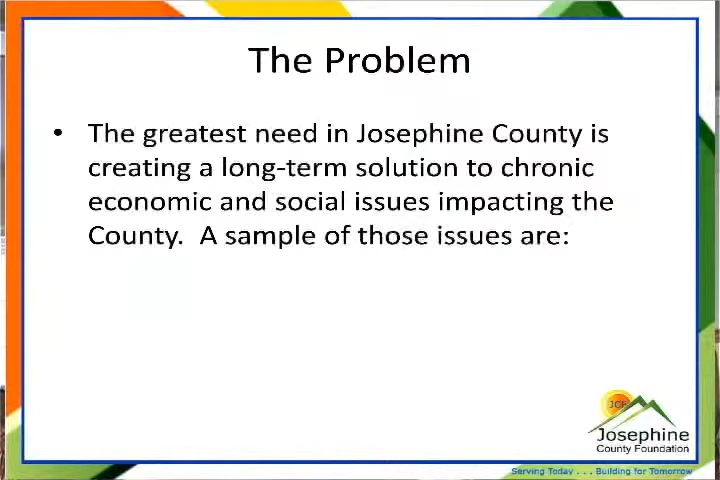 The Problem
• The greatest need in Josephine County is
creating a long-term solution to chronic
economic and social issues impacting the
County.  A sample of those issues are:
JCF
Josephine
County Foundation
Serving Today . . . Building for Tomorrow